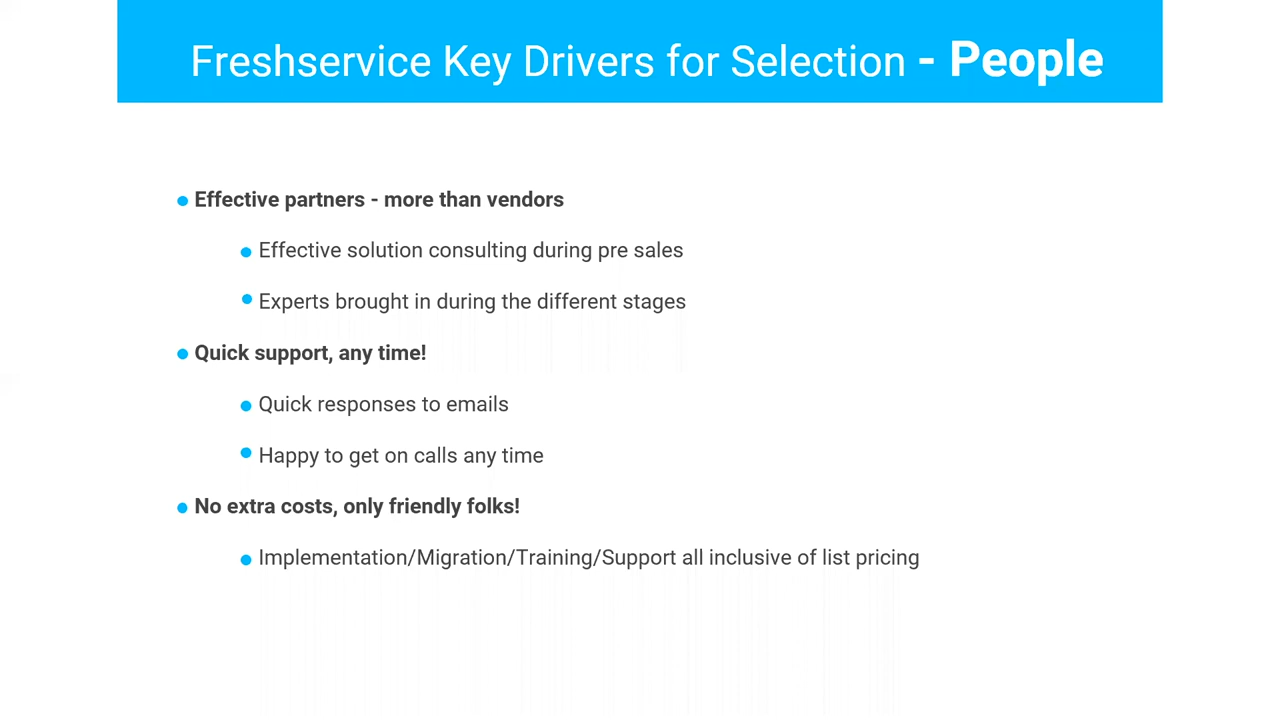 Freshservice Key Drivers for Selection - People
Effective partners - more than vendors
Effective solution consulting during pre sales
Experts brought in during the different stages
Quick support, any time!
Quick responses to emails
Happy to get on calls any time
No extra costs, only friendly folks!
Implementation/Migration/Training/Support all inclusive of list pricing